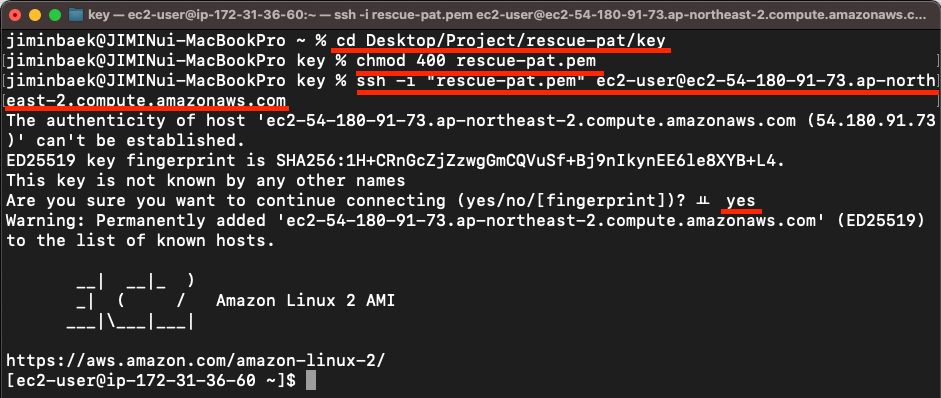 key — ec2-user@ip-172-31-36-60:~ — ssh -i rescue-pat.pem ec2-user@ec2-54-180-91-73.ap-northeast-2.compute.amazonaws.c...
jiminbaek@JIMINui-MacBookPro ~ % cd Desktop/Project/rescue-pat/key
[jiminbaek@JIMINui-MacBookPro key % chmod 400 rescue-pat.pem ]
[jiminbaek@JIMINui-MacBookPro key % ssh -i "rescue-pat.pem" ec2-user@ec2-54-180-91-73.ap-north]
[east-2.compute.amazonaws.com ]
The authenticity of host 'ec2-54-180-91-73.ap-northeast-2.compute.amazonaws.com (54.180.91.73
)' can't be established.
ED25519 key fingerprint is SHA256:1H+CRnGcZjZzwgGmCQVuSf+Bj9nIkynEE6le8XYB+L4.
This key is not known by any other names
Are you sure you want to continue connecting (yes/no/[fingerprint])? ㅛ yes
Warning: Permanently added 'ec2-54-180-91-73.ap-northeast-2.compute.amazonaws.com' (ED25519)
to the list of known hosts.
__|  __|_  )
_|  (     /   Amazon Linux 2 AMI
___|\___|___|
https://aws.amazon.com/amazon-linux-2/
[ec2-user@ip-172-31-36-60 ~]$